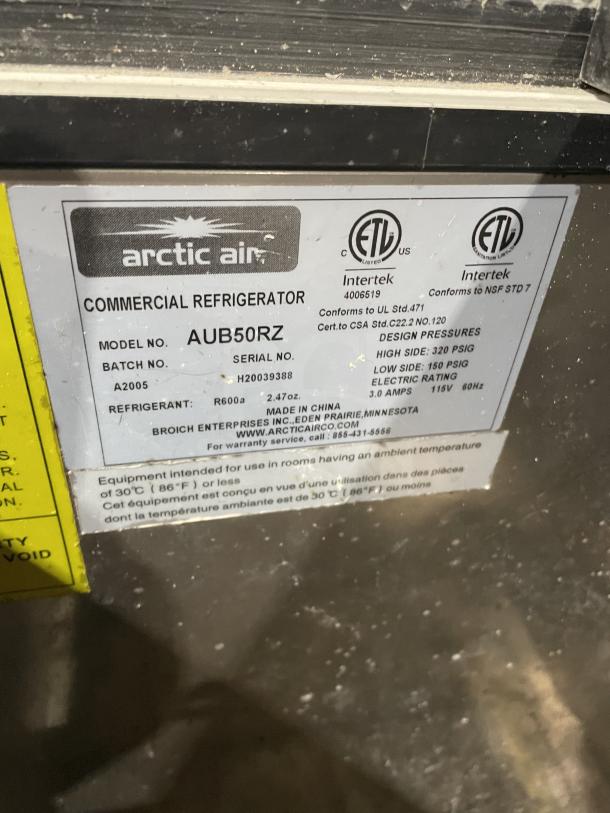 arctic air
COMMERCIAL REFRIGERATOR
MODEL NO. AUB50RZ
BATCH NO. SERIAL NO.
A2005 H20039388
REFRIGERANT: R600a 2.47oz.
C ETL US
LISTED
Intertek
4006519
ETL
Intertek
Conforms to NSF STD 7
Conforms to UL Std.471
Cert.to CSA Std.C22.2 NO.120
DESIGN PRESSURES
HIGH SIDE: 320 PSIG
LOW SIDE: 150 PSIG
ELECTRIC RATING
3.0 AMPS 115V 60Hz
MADE IN CHINA
BROICH ENTERPRISES INC.,EDEN PRAIRIE,MINNESOTA
WWW.ARCTICAIRCO.COM
For warranty service, call : 855-431-5558
Equipment intended for use in rooms having an ambient temperature
of 30℃ ( 86°F ) or less
Cet équipement est conçu en vue d'une utilisation dans des pièces
dont la température ambiante est de 30℃ ( 86°F ) ou moins
T
S,
R.
AL
N.
TY
VOID